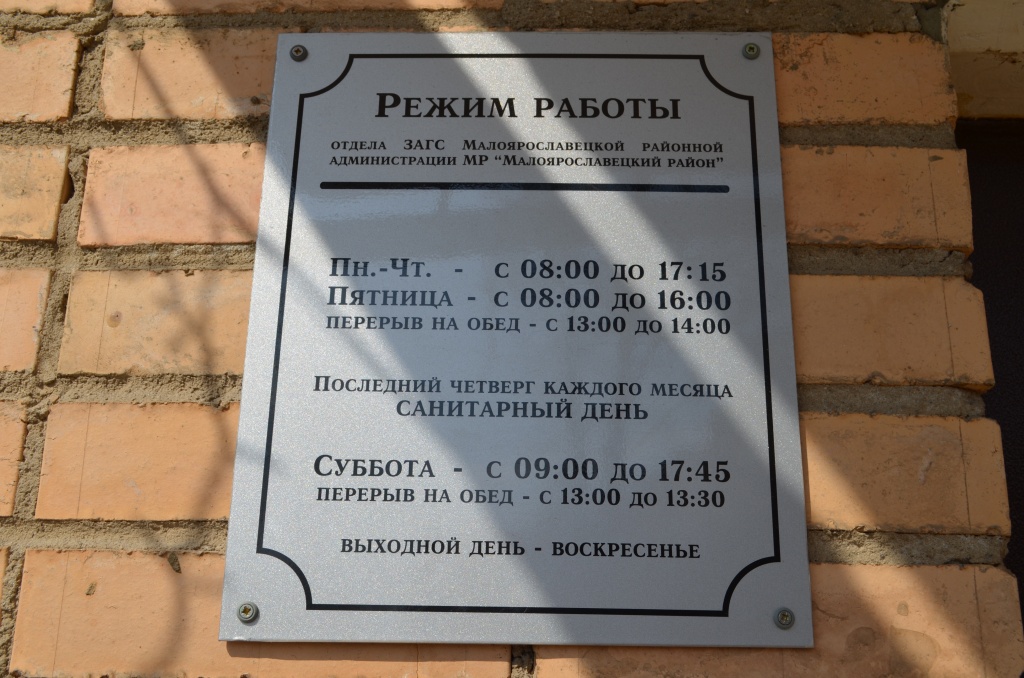 Режим работы
отдела ЗАГС Малоярославецкой районной
администрации МР "Малоярославецкий район"
Пн.-Чт. - с 08:00 до 17:15
Пятница - с 08:00 до 16:00
перерыв на обед - с 13:00 до 14:00
Последний четверг каждого месяца
санитарный день
Суббота - с 09:00 до 17:45
перерыв на обед - с 13:00 до 13:30
выходной день - воскресенье